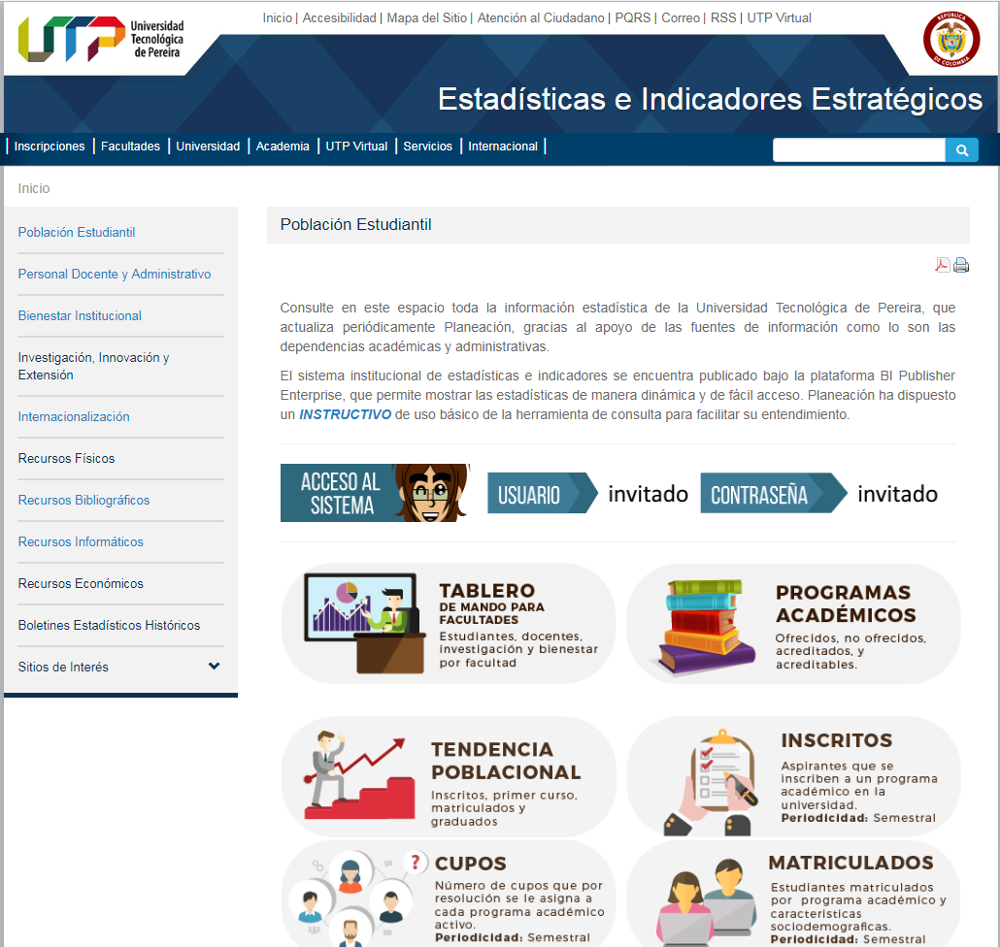 UTP Universidad
Tecnológica
de Pereira
Inicio | Accesibilidad | Mapa del Sitio | Atención al Ciudadano | PQRS | Correo | RSS | UTP Virtual
REPÚBLICA
DE COLOMBIA
Estadísticas e Indicadores Estratégicos
| Inscripciones | Facultades | Universidad | Academia | UTP Virtual | Servicios | Internacional |
Inicio
Población Estudiantil
Personal Docente y Administrativo
Bienestar Institucional
Investigación, Innovación y
Extensión
Internacionalización
Recursos Físicos
Recursos Bibliográficos
Recursos Informáticos
Recursos Económicos
Boletines Estadísticos Históricos
Sitios de Interés
Población Estudiantil
Consulte en este espacio toda la información estadística de la Universidad Tecnológica de Pereira, que
actualiza periódicamente Planeación, gracias al apoyo de las fuentes de información como lo son las
dependencias académicas y administrativas.
El sistema institucional de estadísticas e indicadores se encuentra publicado bajo la plataforma BI Publisher
Enterprise, que permite mostrar las estadísticas de manera dinámica y de fácil acceso. Planeación ha dispuesto
un INSTRUCTIVO de uso básico de la herramienta de consulta para facilitar su entendimiento.
ACCESO AL
SISTEMA
USUARIO invitado CONTRASEÑA invitado
TABLERO
DE MANDO PARA
FACULTADES
Estudiantes, docentes,
investigación y bienestar
por facultad
PROGRAMAS
ACADÉMICOS
Ofrecidos, no ofrecidos,
acreditados, y
acreditables.
TENDENCIA
POBLACIONAL
Inscritos, primer curso,
matriculados y
graduados
INSCRITOS
Aspirantes que se
inscriben a un programa
académico en la
universidad.
Periodicidad: Semestral
?
CUPOS
Número de cupos que por
resolución se le asigna a
cada programa académico
activo.
Periodicidad: Semestral
MATRICULADOS
Estudiantes matriculados
por programa académico y
caracteristicas
sociodemograficas.
Periodicidad: Semestral